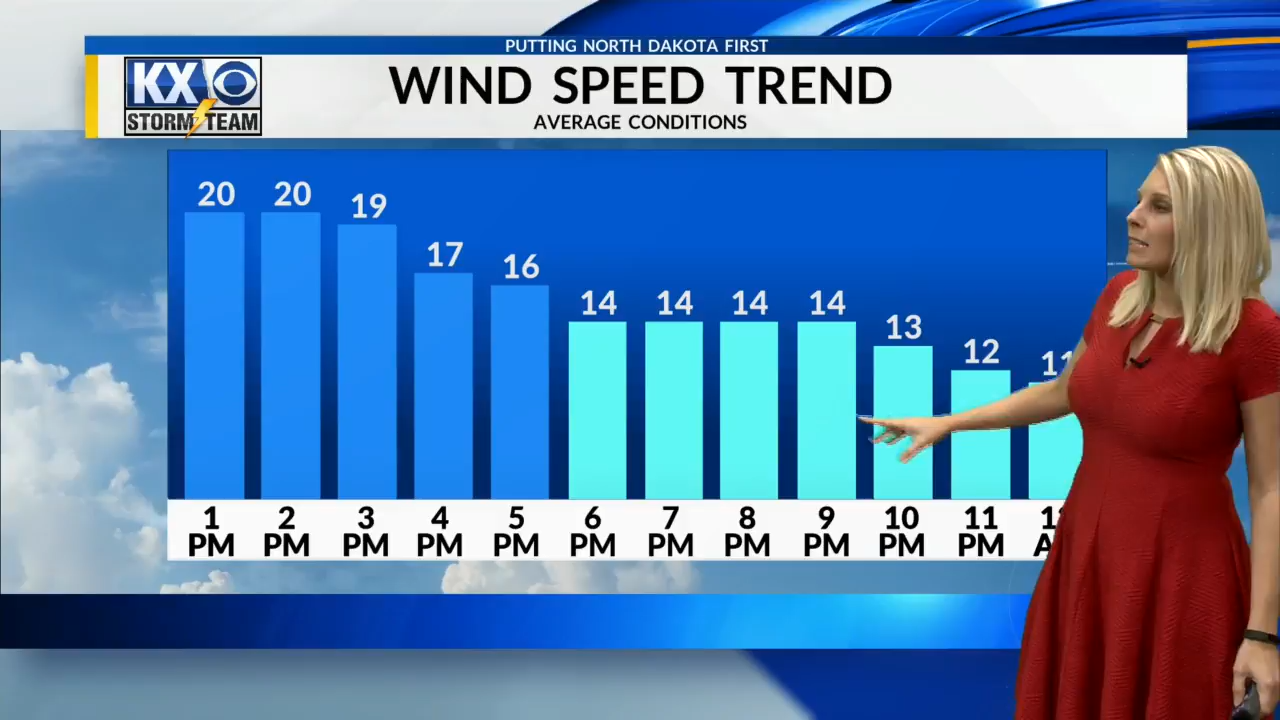 PUTTING NORTH DAKOTA FIRST
KX
STORM TEAM
WIND SPEED TREND
AVERAGE CONDITIONS
20 20 19 17 16 14 14 14 14 13 12 11
1 2 3 4 5 6 7 8 9 10 11
PM PM PM PM PM PM PM PM PM PM PM